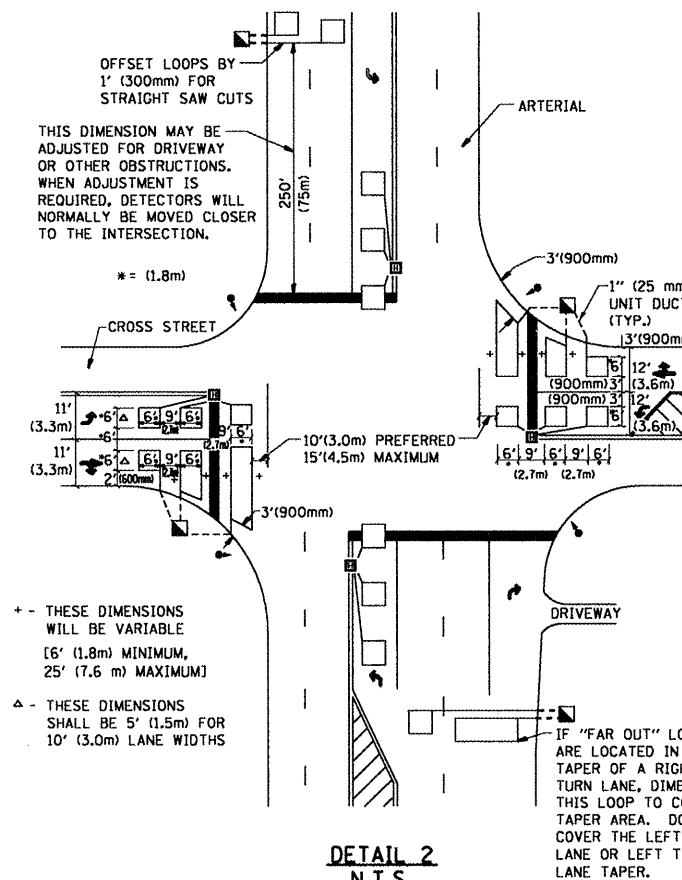 OFFSET LOOPS BY
1' (300mm) FOR
STRAIGHT SAW CUTS
ARTERIAL
THIS DIMENSION MAY BE
ADJUSTED FOR DRIVEWAY
OR OTHER OBSTRUCTIONS.
WHEN ADJUSTMENT IS
REQUIRED, DETECTORS WILL
NORMALLY BE MOVED CLOSER
TO THE INTERSECTION.
250'
(75m)
* = (1.8m)
3'(900mm)
1" (25 mm
UNIT DUCT
(TYP.)
CROSS STREET
3'(900mm
6'
12'
(3.6m)
(900mm) 3'
(900mm) 3'
12'
6'
(3.6m)
11'
(3.3m)
*6'
6' 9' 6'
*6'
9' 6'
(2.7m)
10'(3.0m) PREFERRED
15'(4.5m) MAXIMUM
11'
(3.3m)
*6'
6' 9' 6'
2' (600mm)
6' 9' 6' 9' 6'
(2.7m) (2.7m)
3'(900mm)
+ - THESE DIMENSIONS
WILL BE VARIABLE
[6' (1.8m) MINIMUM,
25' (7.6 m) MAXIMUM]
DRIVEWAY
△ - THESE DIMENSIONS
SHALL BE 5' (1.5m) FOR
10' (3.0m) LANE WIDTHS
IF "FAR OUT" LO
ARE LOCATED IN
TAPER OF A RIG
TURN LANE, DIME
THIS LOOP TO CO
TAPER AREA. DO
COVER THE LEFT
LANE OR LEFT T
LANE TAPER.
DETAIL 2
N.T.S.